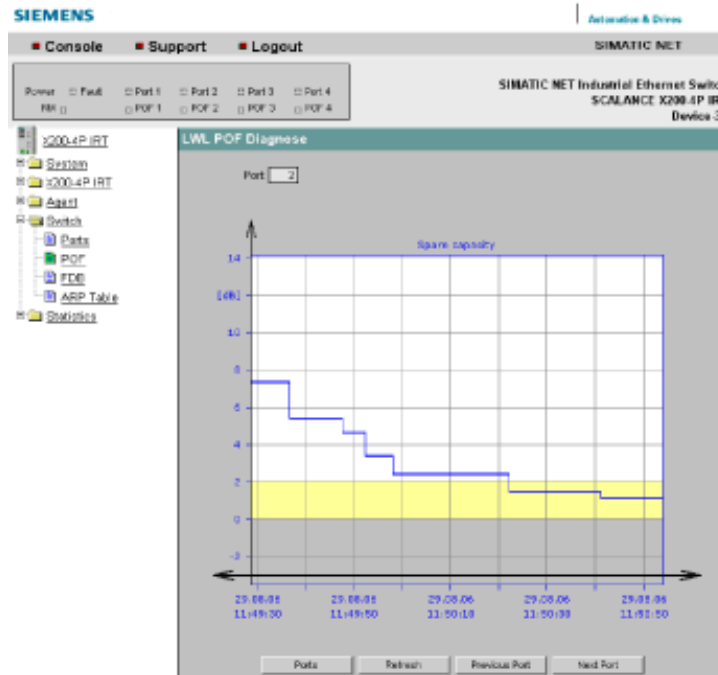 SIEMENS
Automation & Drives
Console Support Logout SIMATIC NET
Power Fault Port 1 Port 2 Port 3 Port 4
RM POF 1 POF 2 POF 3 POF 4
SIMATIC NET Industrial Ethernet Switc
SCALANCE X200-4P IR
Device-3
X200-4P IRT
System
X200-4P IRT
Agent
Switch
Ports
POF
FDB
ARP Table
Statistics
LWL POF Diagnose
Port 2
Spare capacity
14
[dB]
10
8
6
4
2
0
-2
29.08.06 29.08.06 29.08.06 29.08.06 29.08.06
11:49:30 11:49:50 11:50:10 11:50:30 11:50:50
Ports Refresh Previous Port Next Port